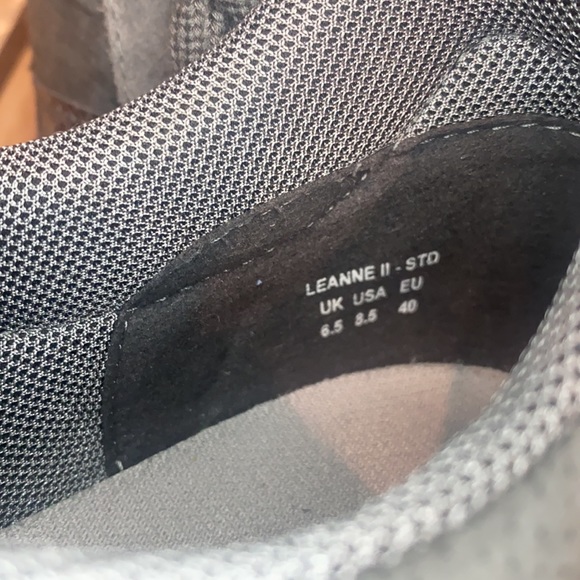 LEANNE II - STD
UK USA EU
6.5 8.5 40